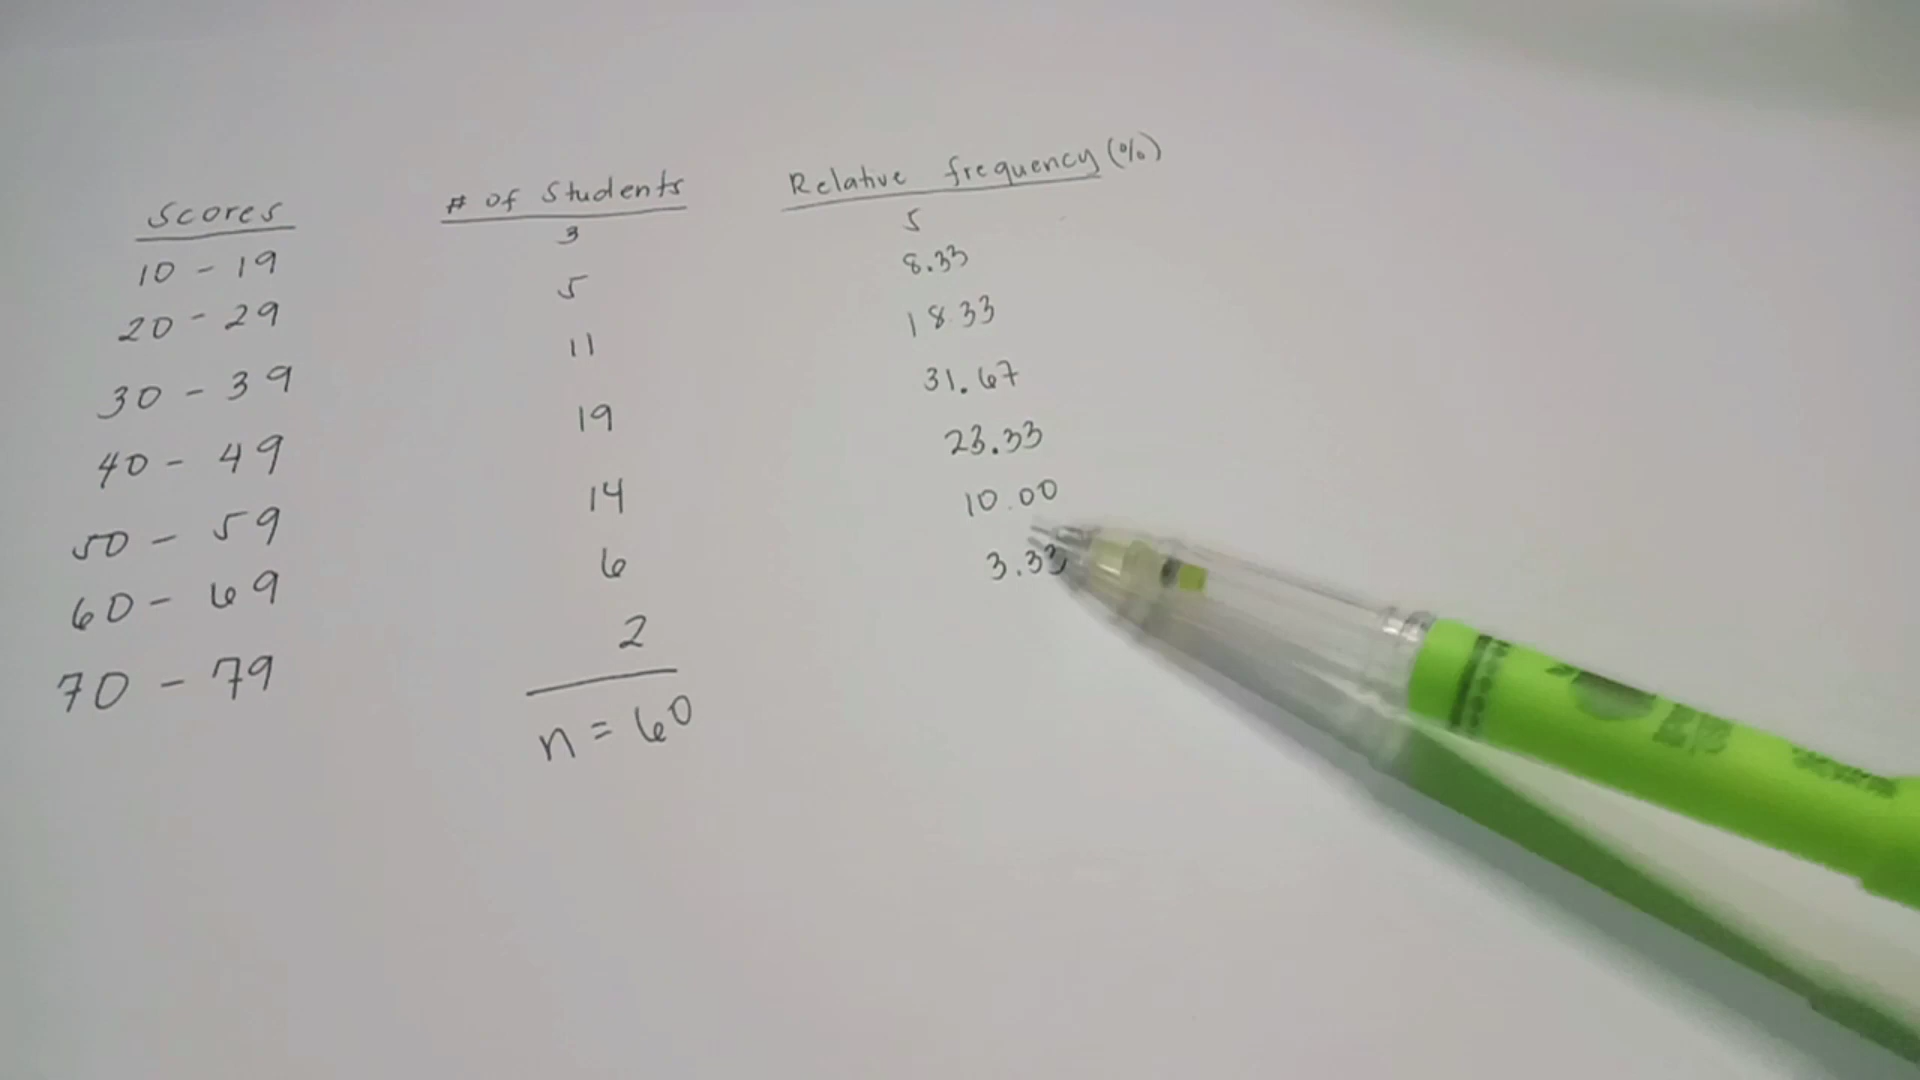 Scores # of Students Relative frequency (%)
10 - 19 3 5
20 - 29 5 8.33
30 - 39 11 18.33
40 - 49 19 31.67
50 - 59 14 23.33
60 - 69 6 10.00
70 - 79 2 3.33
n = 60